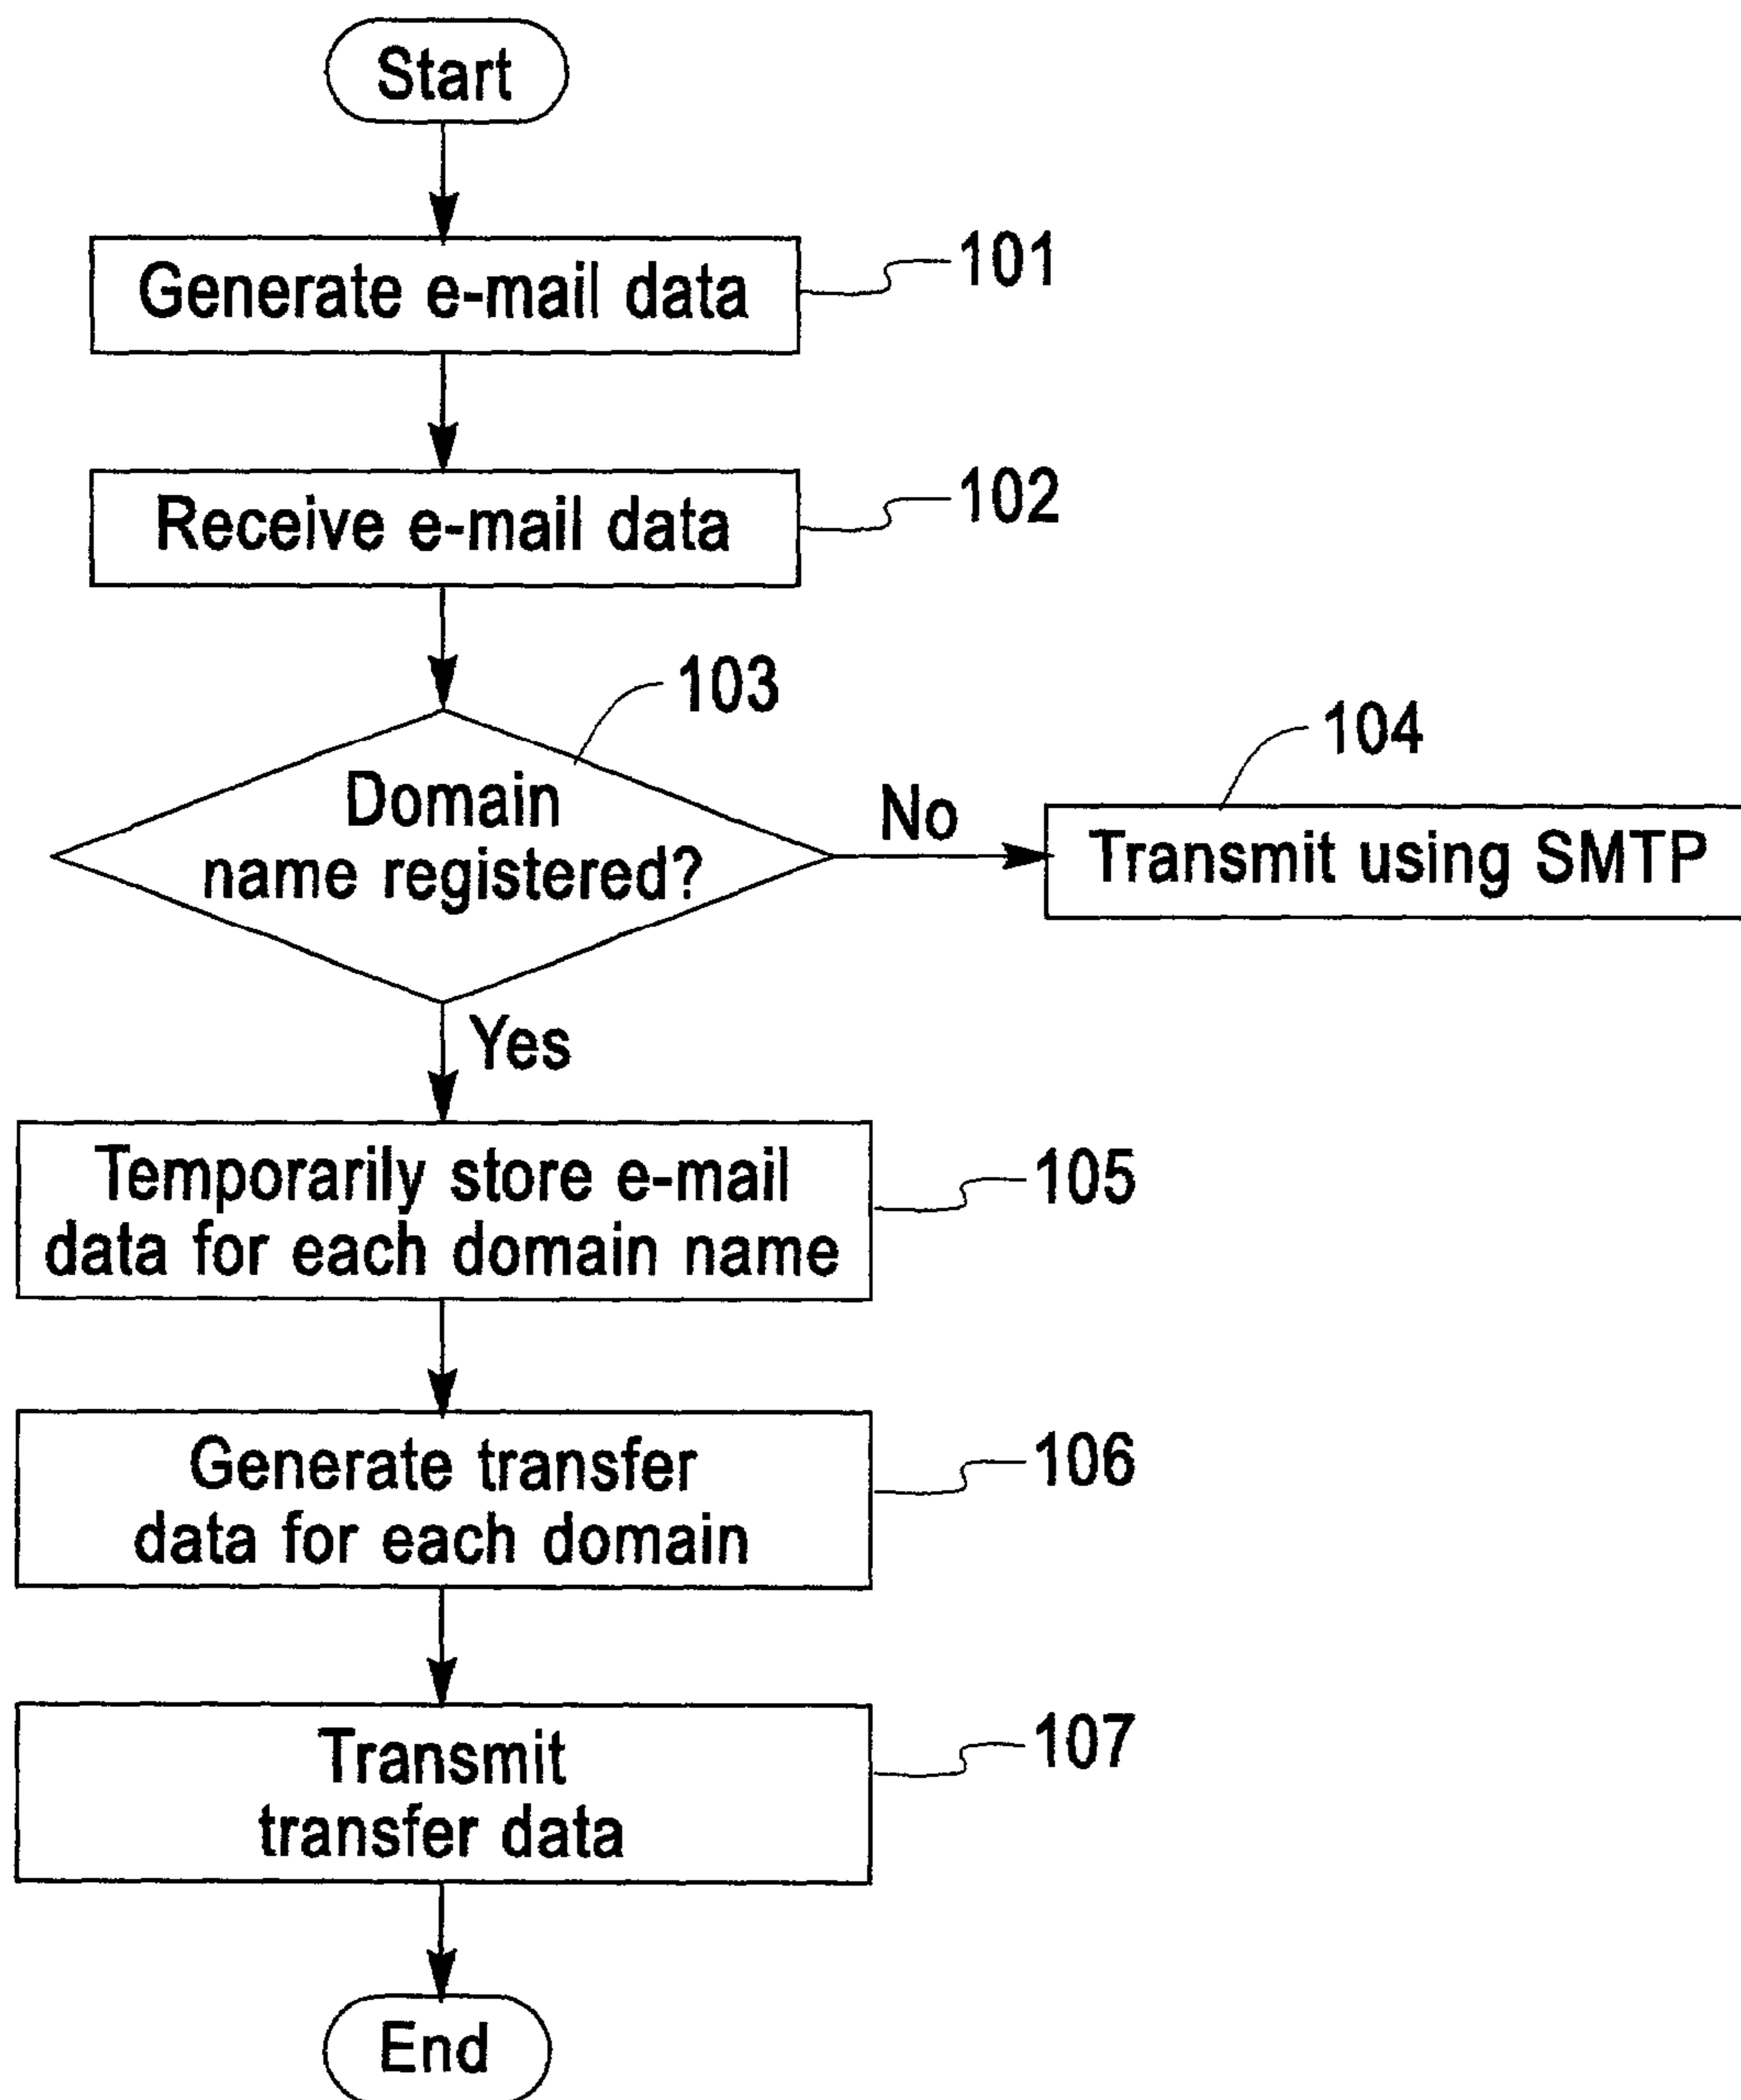 Start
Generate e-mail data
101
Receive e-mail data
102
103
Domain
name registered?
No
104
Transmit using SMTP
Yes
Temporarily store e-mail
data for each domain name
105
Generate transfer
data for each domain
106
Transmit
transfer data
107
End